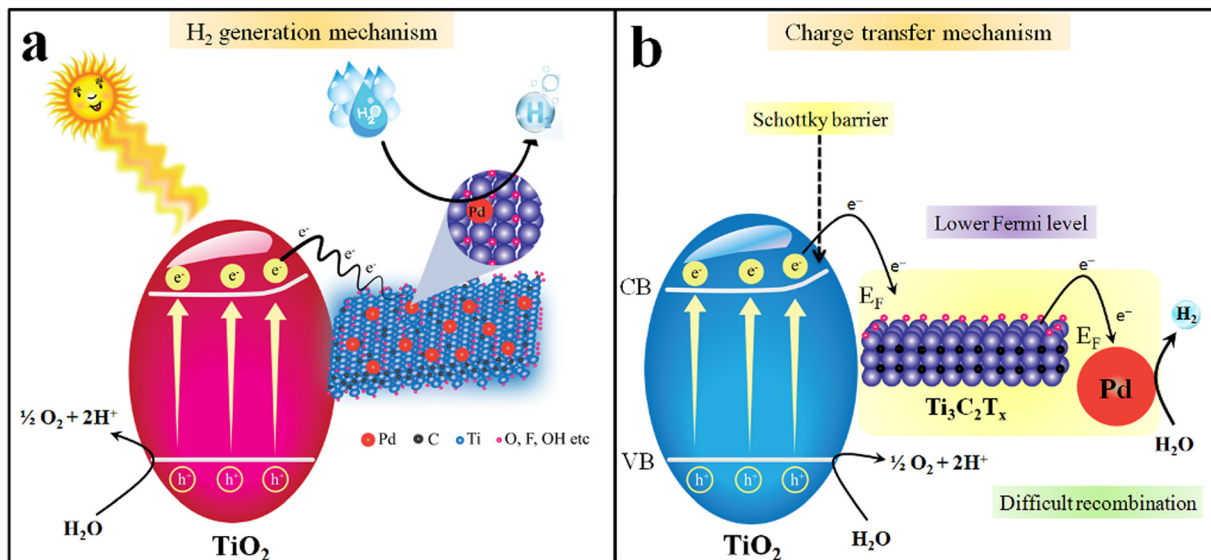 a
H₂ generation mechanism
H₂O
H₂
Pd
e⁻
e⁻
e⁻
e⁻ e⁻ e⁻
½ O₂ + 2H⁺
Pd C Ti O, F, OH etc
h⁺ h⁺ h⁺
H₂O
TiO₂
b
Charge transfer mechanism
Schottky barrier
e⁻
Lower Fermi level
e⁻ e⁻ e⁻
e⁻
CB
E_F
e⁻
H₂
E_F
Pd
Ti₃C₂Tₓ
H₂O
VB
½ O₂ + 2H⁺
h⁺ h⁺ h⁺
Difficult recombination
H₂O
TiO₂